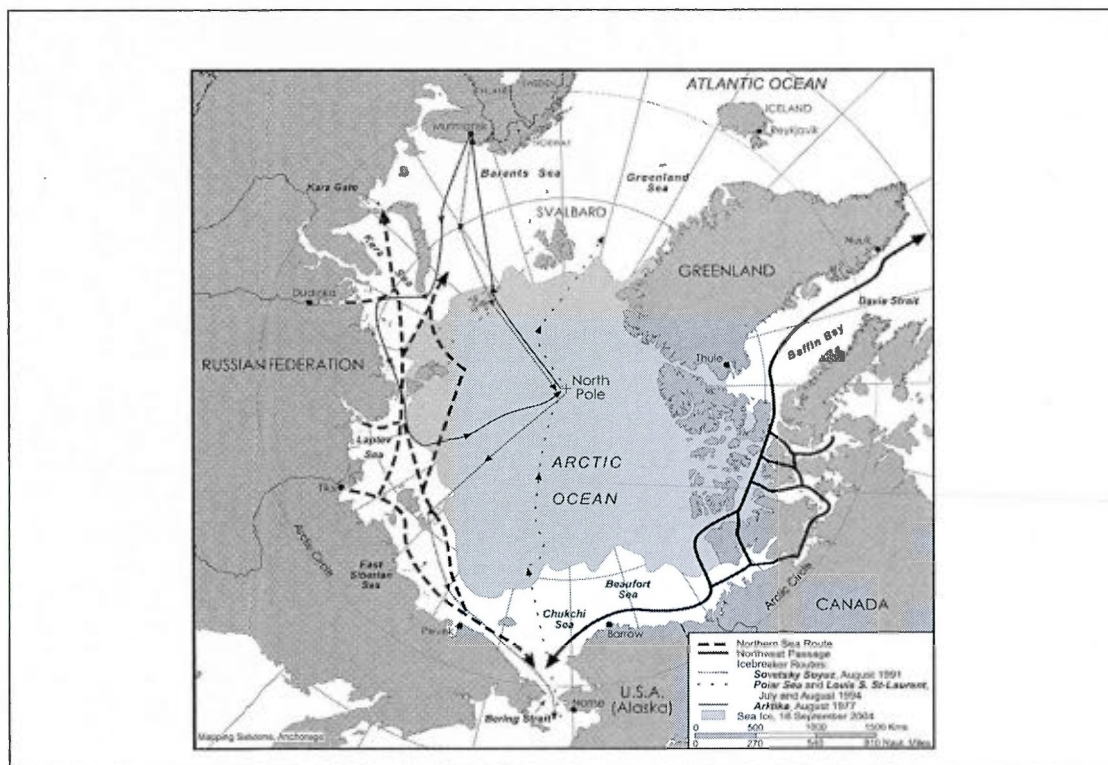 ATLANTIC OCEAN
ICELAND
Reykjavik
Murmansk
NORWAY
Barents Sea
Greenland
Sea
Kara Gate
SVALBARD
Kara
Sea
Nuuk
GREENLAND
Dudinka
Davis Strait
Baffin Bay
RUSSIAN FEDERATION
Thule
North
Pole
Laptev
Sea
ARCTIC
OCEAN
Tiksi
Arctic Circle
East
Siberian
Sea
Beaufort
Sea
Arctic Circle
Chukchi
Sea
CANADA
Pevek
Barrow
U.S.A.
(Alaska)
Nome
Bering Strait
Northern Sea Route
Northwest Passage
Icebreaker Routes:
Sovetsky Soyuz, August 1991
Polar Sea and Louis S. St-Laurent,
July and August 1994
Arktika, August 1977
Sea Ice, 16 September 2004
0 500 1000 1500 Kms
0 270 540 810 Naut. Miles
Mapping Solutions, Anchorage